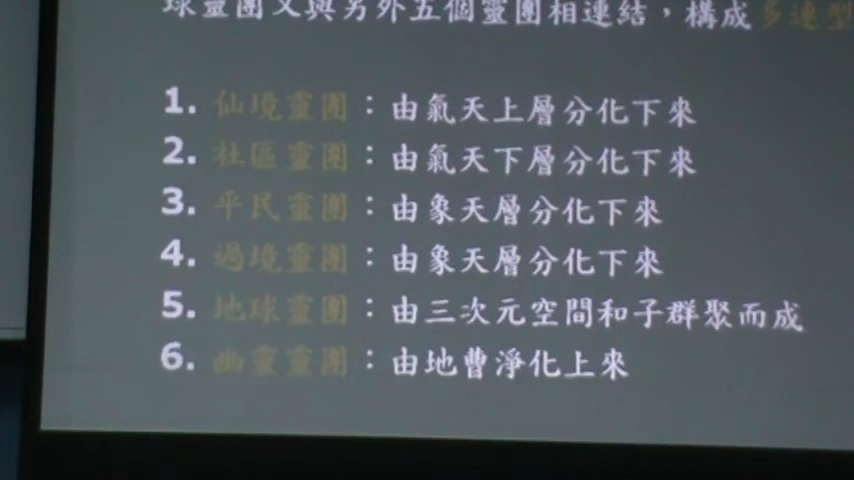 球靈團又與另外五個靈團相連結，構成多連型
1. 仙境靈團：由氣天上層分化下來
2. 社區靈團：由氣天下層分化下來
3. 平民靈團：由象天層分化下來
4. 過境靈團：由象天層分化下來
5. 地球靈團：由三次元空間和子群聚而成
6. 幽靈靈團：由地曹淨化上來